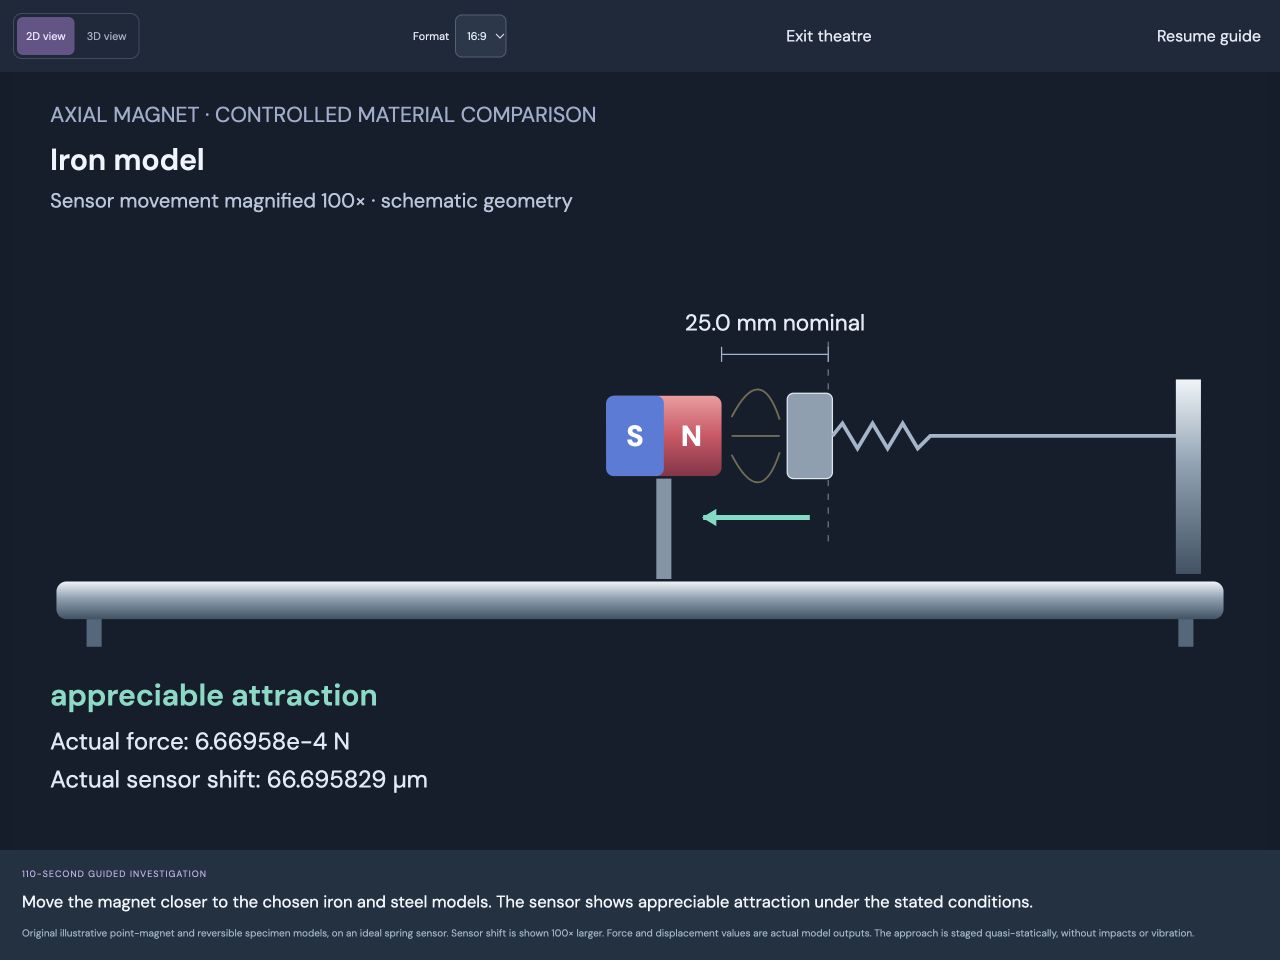 2D view
3D view
Format
16:9
Exit theatre
Resume guide
AXIAL MAGNET · CONTROLLED MATERIAL COMPARISON
Iron model
Sensor movement magnified 100× · schematic geometry
25.0 mm nominal
S
N
appreciable attraction
Actual force: 6.66958e−4 N
Actual sensor shift: 66.695829 µm
110-SECOND GUIDED INVESTIGATION
Move the magnet closer to the chosen iron and steel models. The sensor shows appreciable attraction under the stated conditions.
Original illustrative point-magnet and reversible specimen models, on an ideal spring sensor. Sensor shift is shown 100× larger. Force and displacement values are actual model outputs. The approach is staged quasi-statically, without impacts or vibration.